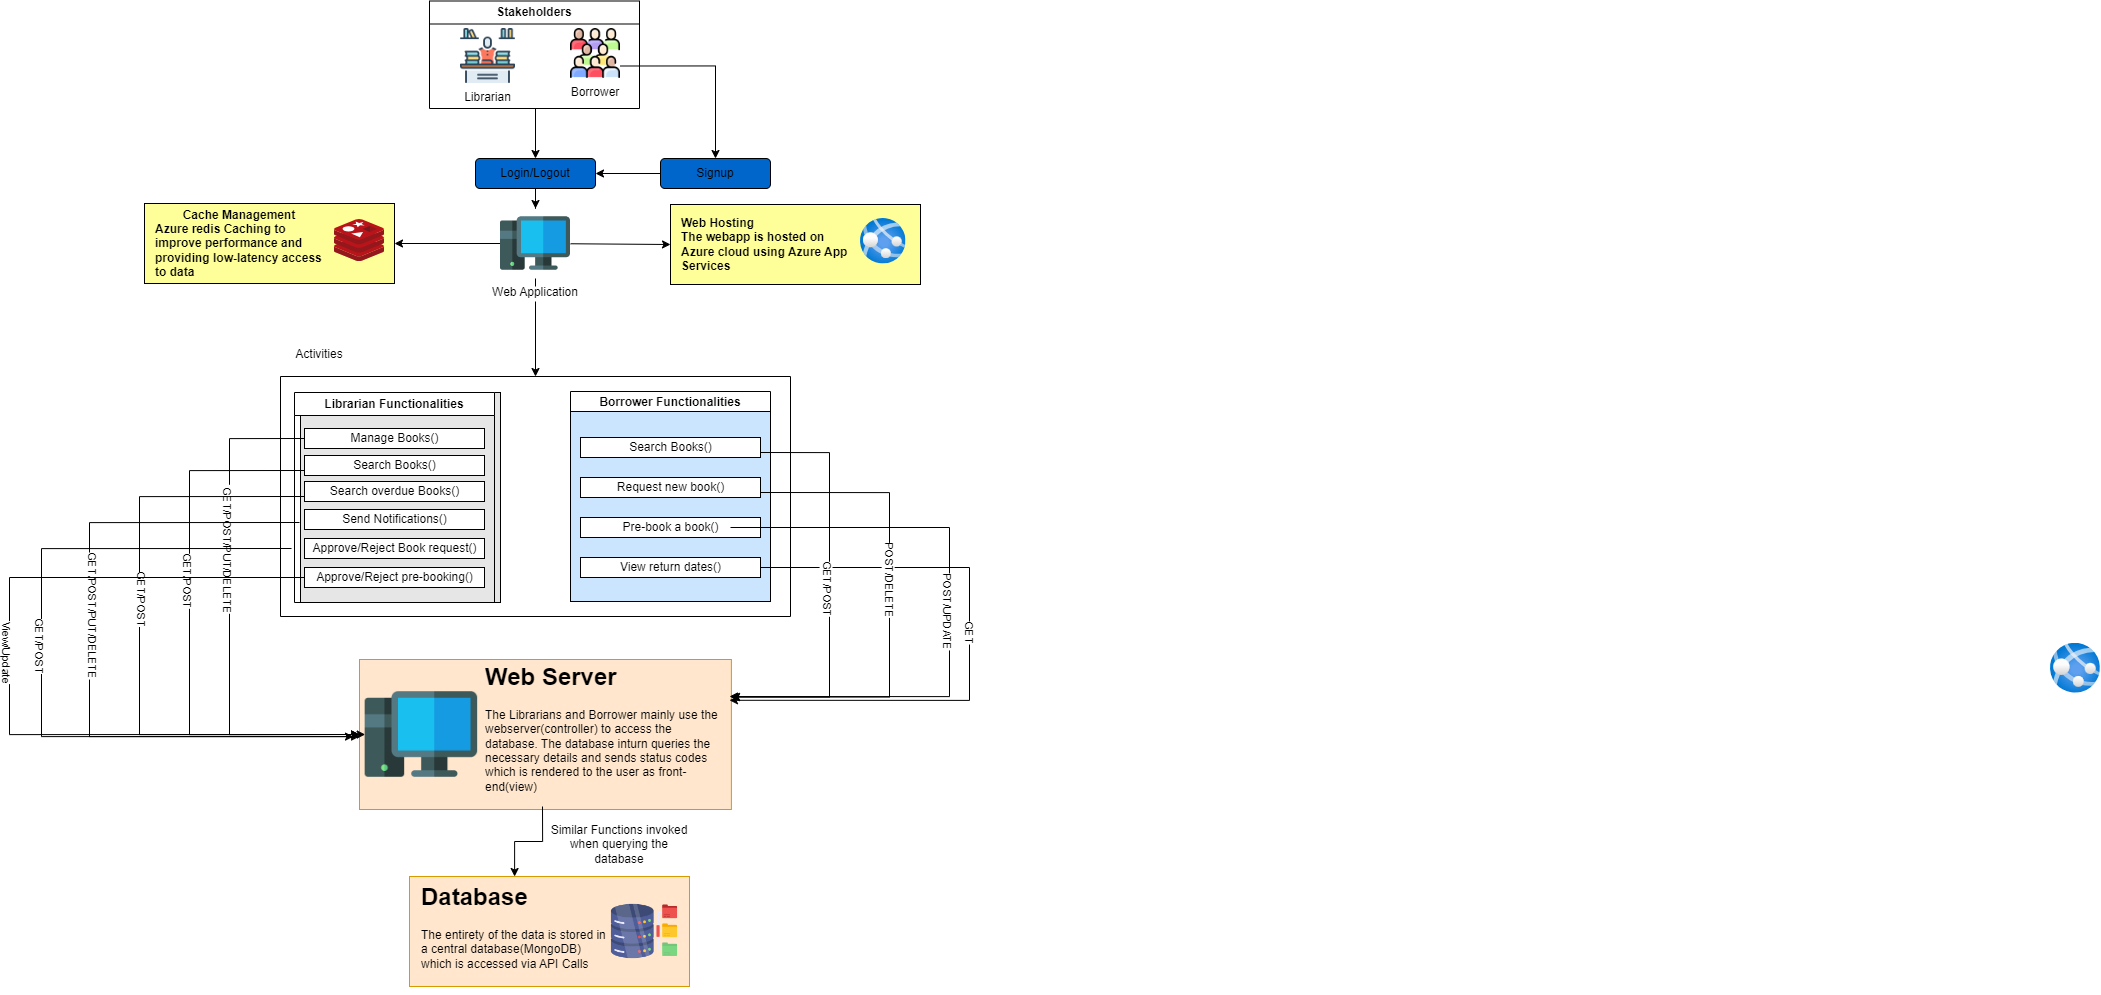 Stakeholders
Librarian
Borrower
Login/Logout
Signup
Cache Management
Azure redis Caching to
improve performance and
providing low-latency access
to data
Web Hosting
The webapp is hosted on
Azure cloud using Azure App
Services
Web Application
Activities
Librarian Functionalities
Manage Books()
Search Books()
Search overdue Books()
Send Notifications()
Approve/Reject Book request()
Approve/Reject pre-booking()
Borrower Functionalities
Search Books()
Request new book()
Pre-book a book()
View return dates()
View/Update
GET/POST
GET/POST/PUT/DELETE
GET/POST
GET/POST
GET/POST/PUT/DELETE
GET/POST
POST/DELETE
POST/UPDATE
GET
Web Server
The Librarians and Borrower mainly use the
webserver(controller) to access the
database. The database inturn queries the
necessary details and sends status codes
which is rendered to the user as front-
end(view)
Similar Functions invoked
when querying the
database
Database
The entirety of the data is stored in
a central database(MongoDB)
which is accessed via API Calls